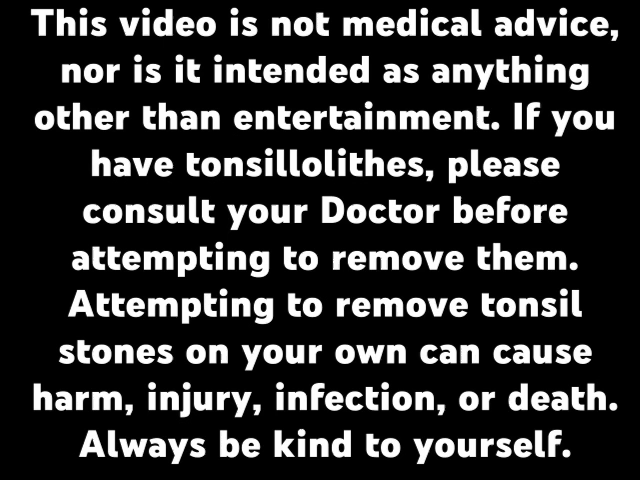 This video is not medical advice,
nor is it intended as anything
other than entertainment. If you
have tonsillolithes, please
consult your Doctor before
attempting to remove them.
Attempting to remove tonsil
stones on your own can cause
harm, injury, infection, or death.
Always be kind to yourself.